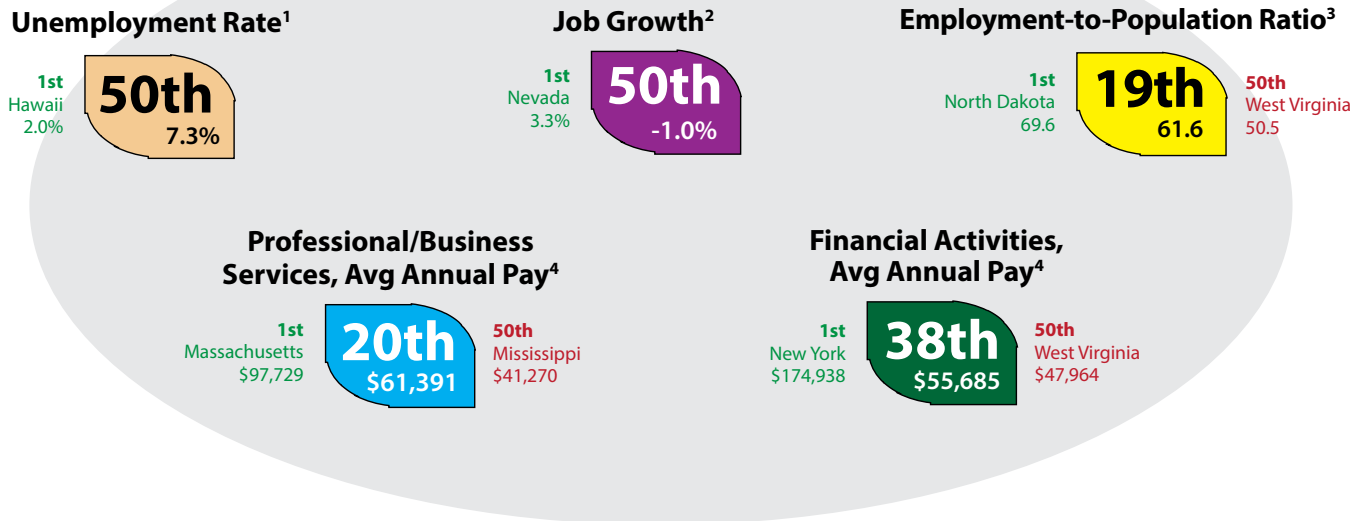 Unemployment Rate¹
1st
Hawaii
2.0%
50th
7.3%
Job Growth²
1st
Nevada
3.3%
50th
-1.0%
Employment-to-Population Ratio³
1st
North Dakota
69.6
19th
61.6
50th
West Virginia
50.5
Professional/Business
Services, Avg Annual Pay⁴
1st
Massachusetts
$97,729
20th
$61,391
50th
Mississippi
$41,270
Financial Activities,
Avg Annual Pay⁴
1st
New York
$174,938
38th
$55,685
50th
West Virginia
$47,964